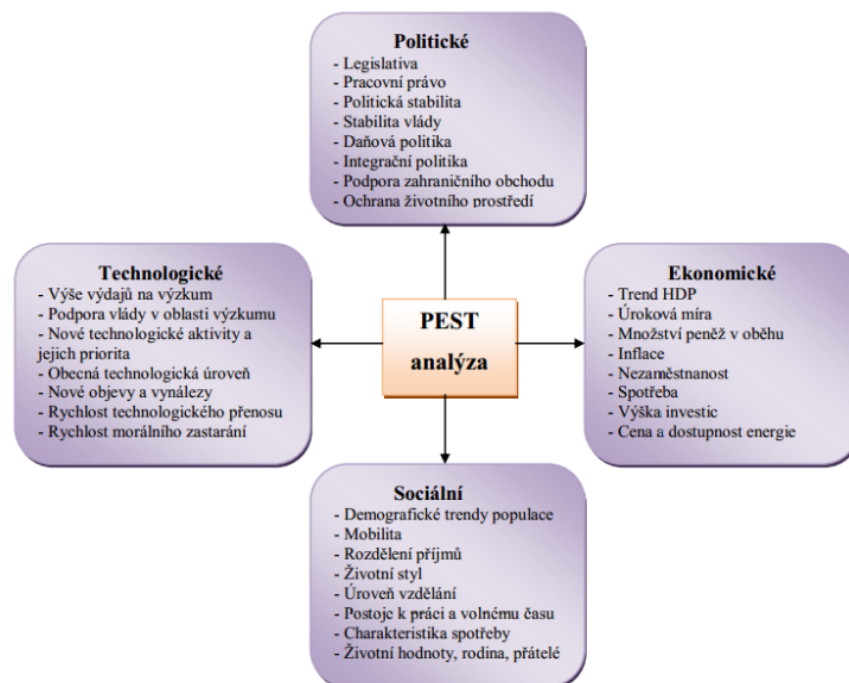 Politické
- Legislativa
- Pracovní právo
- Politická stabilita
- Stabilita vlády
- Daňová politika
- Integrační politika
- Podpora zahraničního obchodu
- Ochrana životního prostředí
Technologické
- Výše výdajů na výzkum
- Podpora vlády v oblasti výzkumu
- Nové technologické aktivity a
jejich priorita
- Obecná technologická úroveň
- Nové objevy a vynálezy
- Rychlost technologického přenosu
- Rychlost morálního zastarání
PEST
analýza
Ekonomické
- Trend HDP
- Úroková míra
- Množství peněž v oběhu
- Inflace
- Nezaměstnanost
- Spotřeba
- Výška investic
- Cena a dostupnost energie
Sociální
- Demografické trendy populace
- Mobilita
- Rozdělení příjmů
- Životní styl
- Úroveň vzdělání
- Postoje k práci a volnému času
- Charakteristika spotřeby
- Životní hodnoty, rodina, přátelé